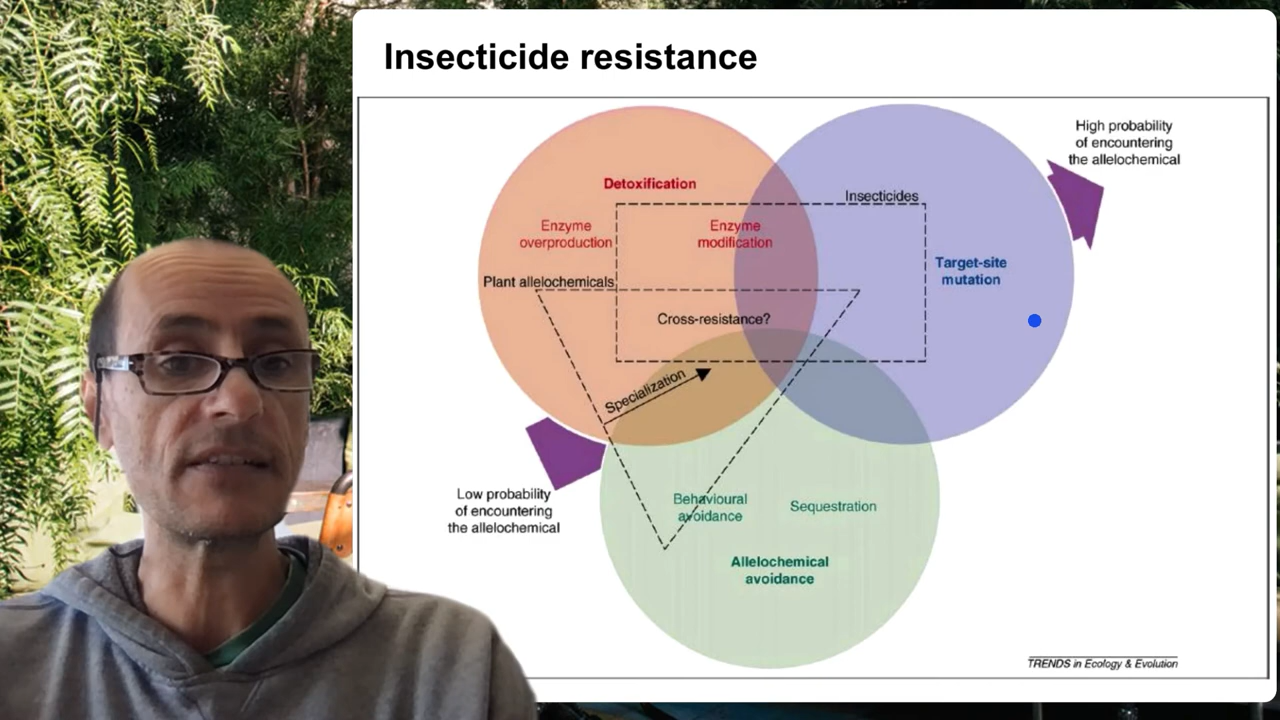 Insecticide resistance
High probability
of encountering
the allelochemical
Detoxification
Insecticides
Enzyme
overproduction
Enzyme
modification
Target-site
mutation
Plant allelochemicals
Cross-resistance?
Specialization
Low probability
of encountering
the allelochemical
Behavioural
avoidance
Sequestration
Allelochemical
avoidance
TRENDS in Ecology & Evolution